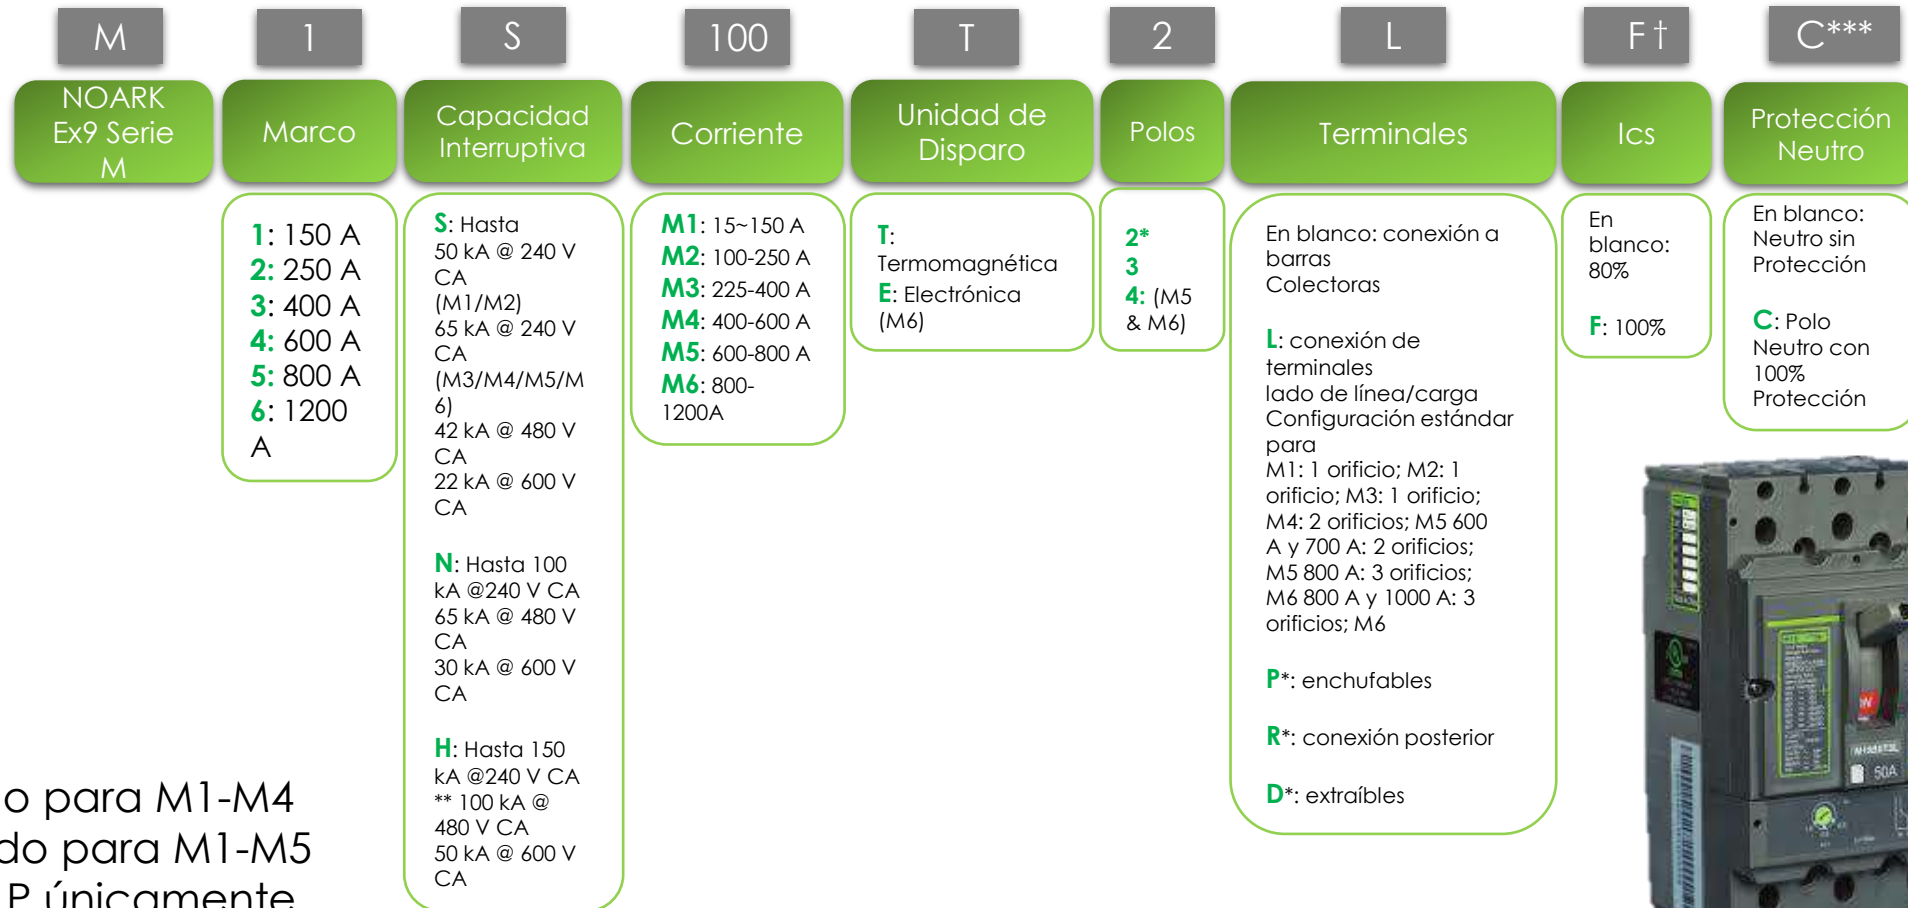 M
1
S
100
T
2
L
F†
C***
NOARK
Ex9 Serie
M
Marco
Capacidad
Interruptiva
Corriente
Unidad de
Disparo
Polos
Terminales
Ics
Protección
Neutro
1: 150 A
2: 250 A
3: 400 A
4: 600 A
5: 800 A
6: 1200
A
S: Hasta
50 kA @ 240 V
CA
(M1/M2)
65 kA @ 240 V
CA
(M3/M4/M5/M
6)
42 kA @ 480 V
CA
22 kA @ 600 V
CA
N: Hasta 100
kA @240 V CA
65 kA @ 480 V
CA
30 kA @ 600 V
CA
H: Hasta 150
kA @240 V CA
** 100 kA @
480 V CA
50 kA @ 600 V
CA
M1: 15~150 A
M2: 100-250 A
M3: 225-400 A
M4: 400-600 A
M5: 600-800 A
M6: 800-
1200A
T:
Termomagnética
E: Electrónica
(M6)
2*
3
4: (M5
& M6)
En blanco: conexión a
barras
Colectoras
L: conexión de
terminales
lado de línea/carga
Configuración estándar
para
M1: 1 orificio; M2: 1
orificio; M3: 1 orificio;
M4: 2 orificios; M5 600
A y 700 A: 2 orificios;
M5 800 A: 3 orificios;
M6 800 A y 1000 A: 3
orificios; M6
P*: enchufables
R*: conexión posterior
D*: extraíbles
En
blanco:
80%
F: 100%
En blanco:
Neutro sin
Protección
C: Polo
Neutro con
100%
Protección
50A
o para M1-M4
do para M1-M5
P únicamente